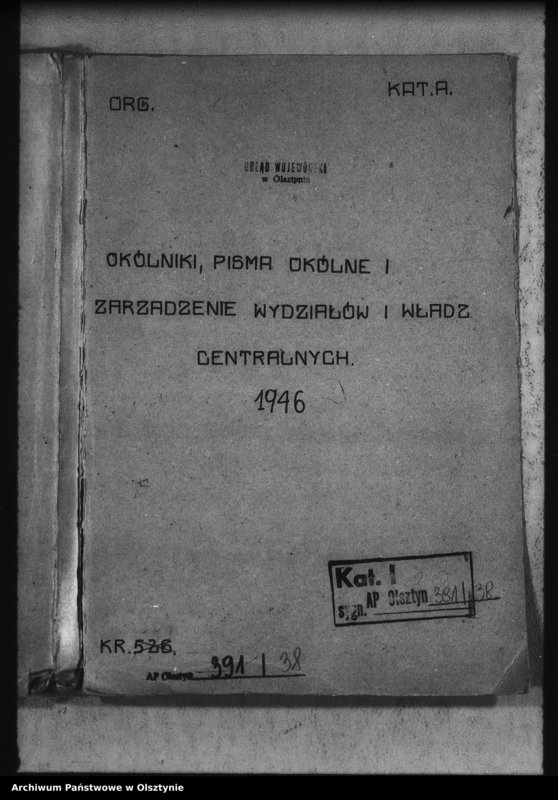 ORG.
KAT.A.
URZĄD WOJEWÓDZKI
w Olsztynie
OKÓLNIKI, PISMA OKÓLNE I
ZARZADZENIE WYDZIAŁÓW I WŁADZ
CENTRALNYCH.
1946
Kat. I
sygn. AP Olsztyn 391/38
KR. 526,
AP Olsztyn 391 / 38
Archiwum Państwowe w Olsztynie